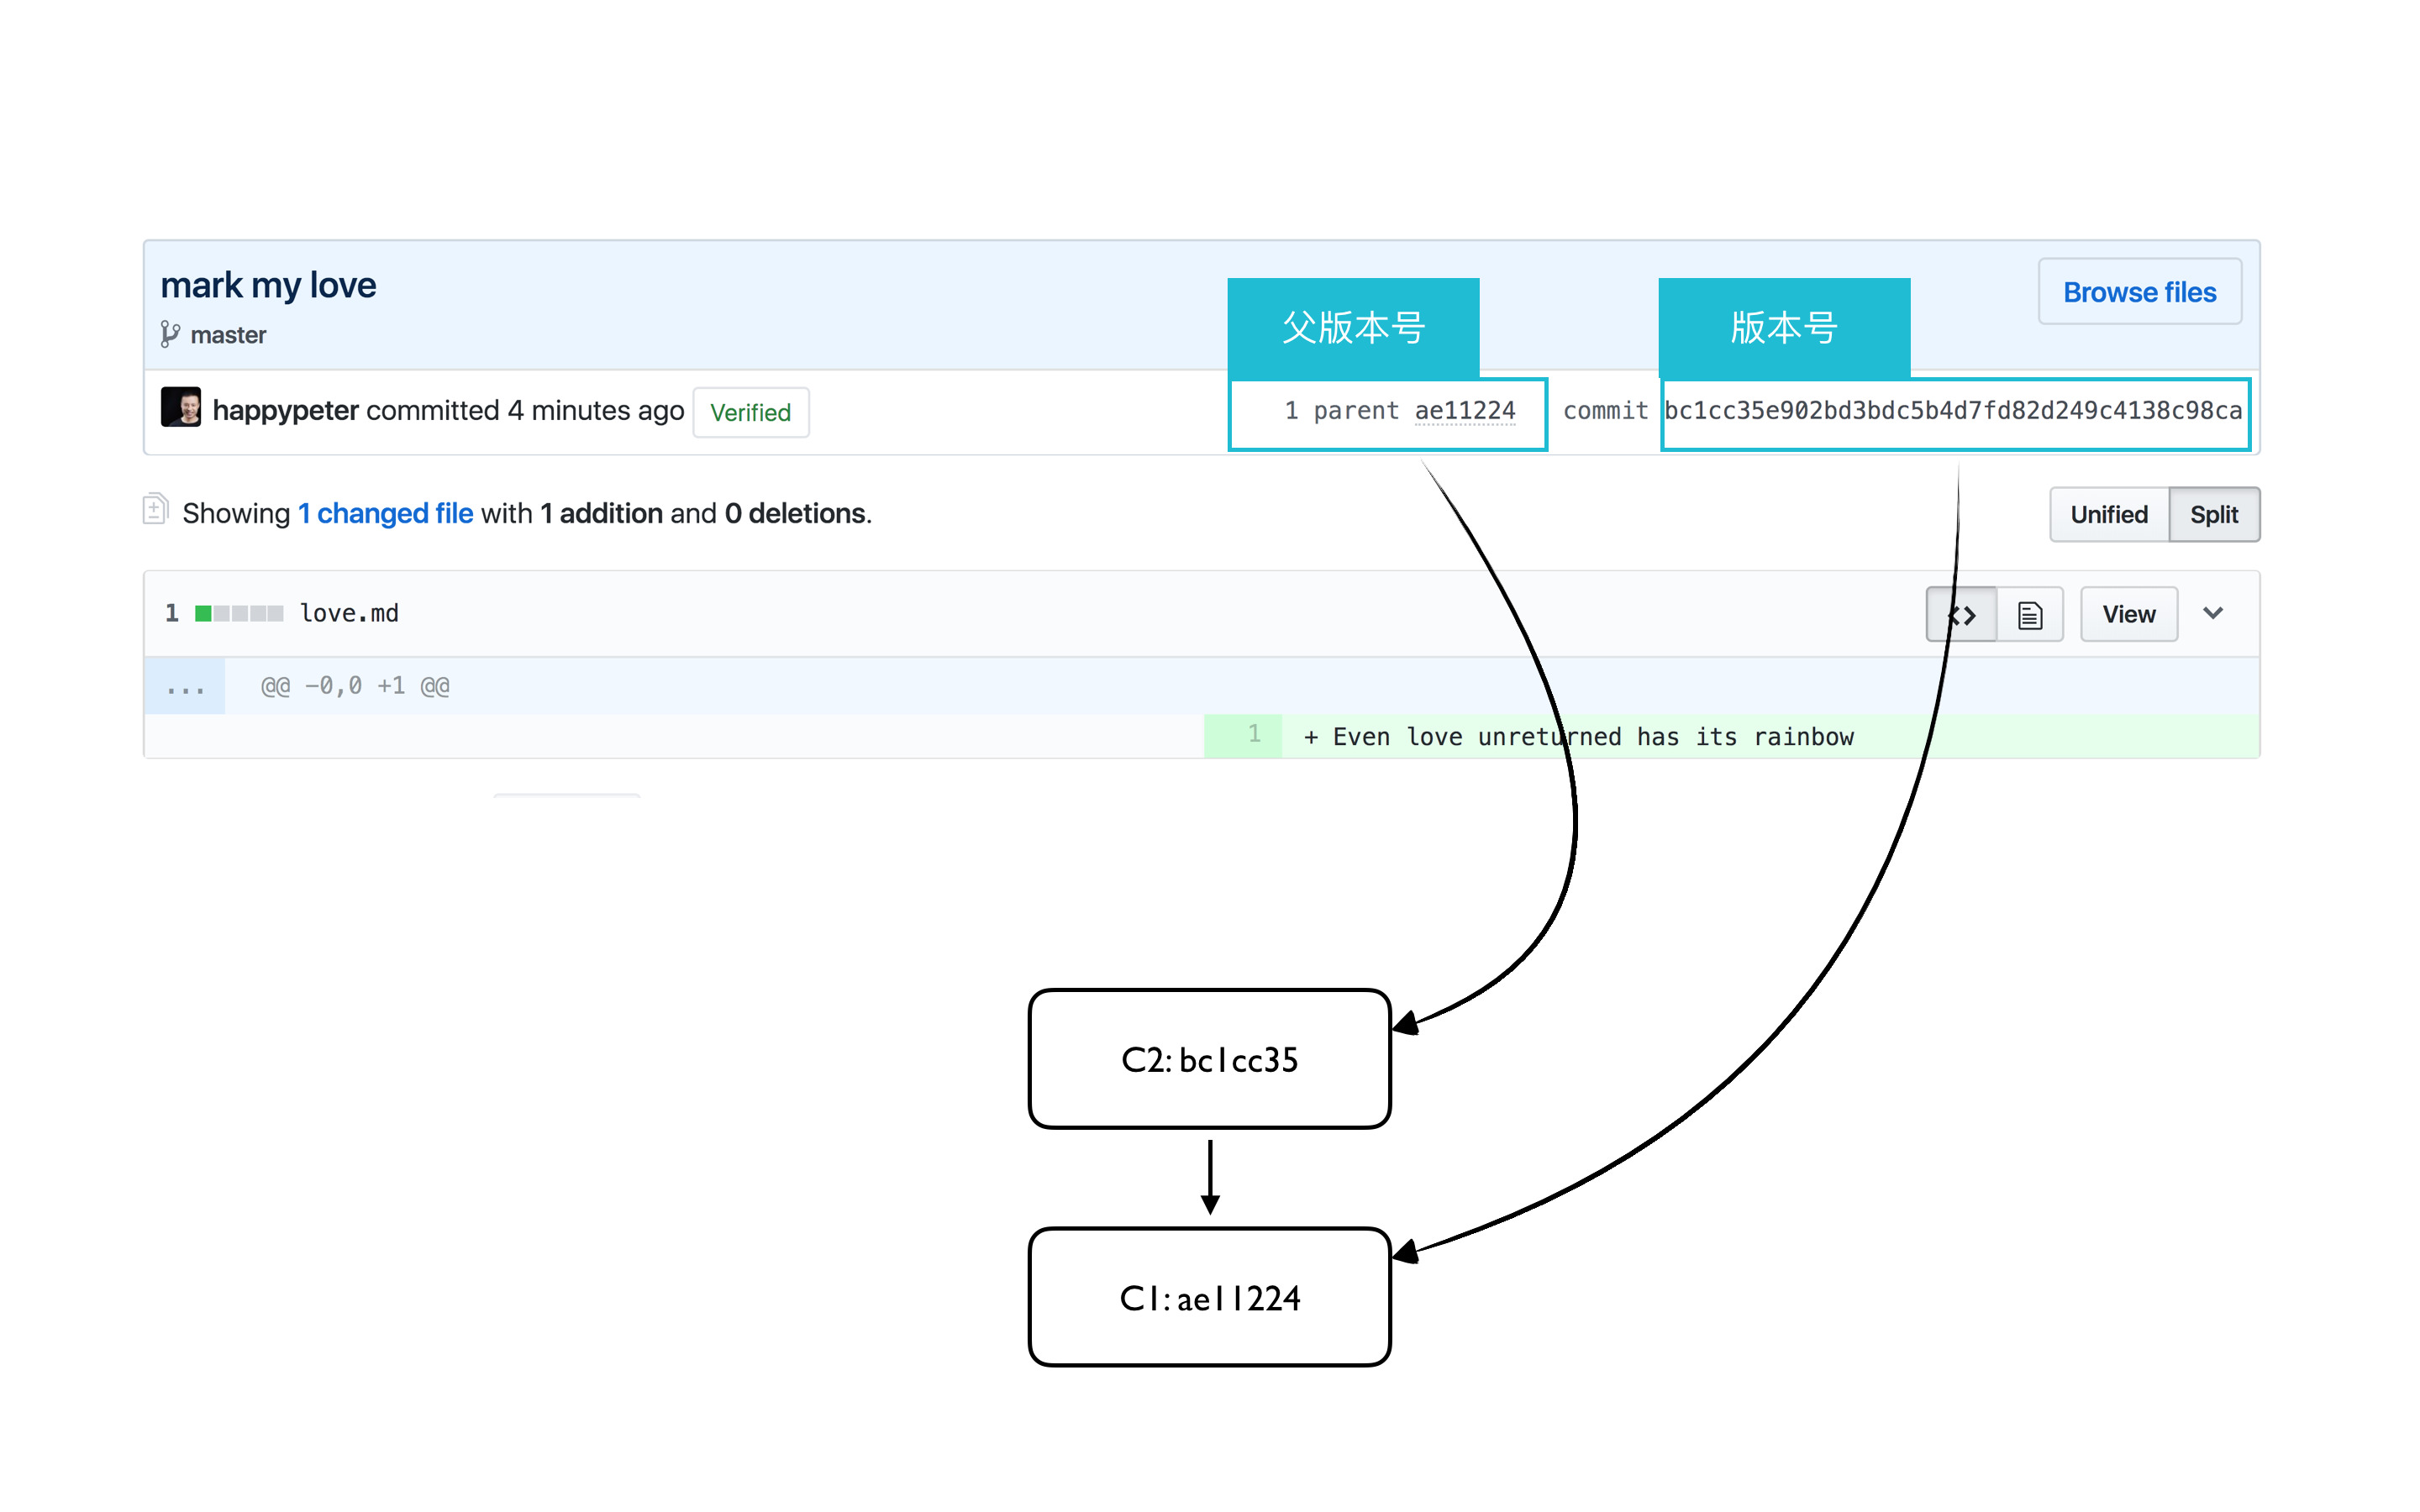 mark my love
Browse files
master
父版本号
版本号
happypeter committed 4 minutes ago Verified
1 parent ae11224 commit bc1cc35e902bd3bdc5b4d7fd82d249c4138c98ca
Showing 1 changed file with 1 addition and 0 deletions.
Unified Split
1 love.md
View
... @@ -0,0 +1 @@
1 + Even love unreturned has its rainbow
C2: bc1cc35
C1: ae11224